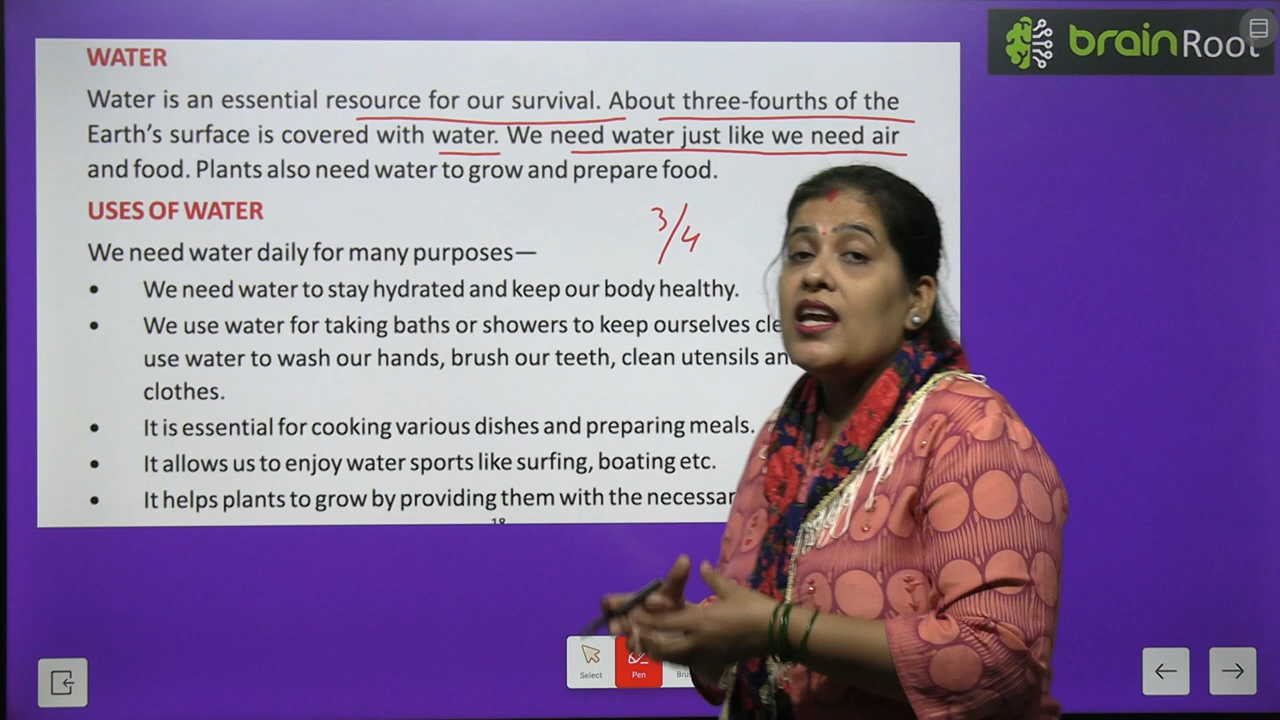 brainRoot
WATER
Water is an essential resource for our survival. About three-fourths of the
Earth's surface is covered with water. We need water just like we need air
and food. Plants also need water to grow and prepare food.
USES OF WATER
3/4
We need water daily for many purposes—
• We need water to stay hydrated and keep our body healthy.
• We use water for taking baths or showers to keep ourselves
use water to wash our hands, brush our teeth, clean utensils
clothes.
• It is essential for cooking various dishes and preparing meals.
• It allows us to enjoy water sports like surfing, boating etc.
• It helps plants to grow by providing them with the
18
Select
Pen